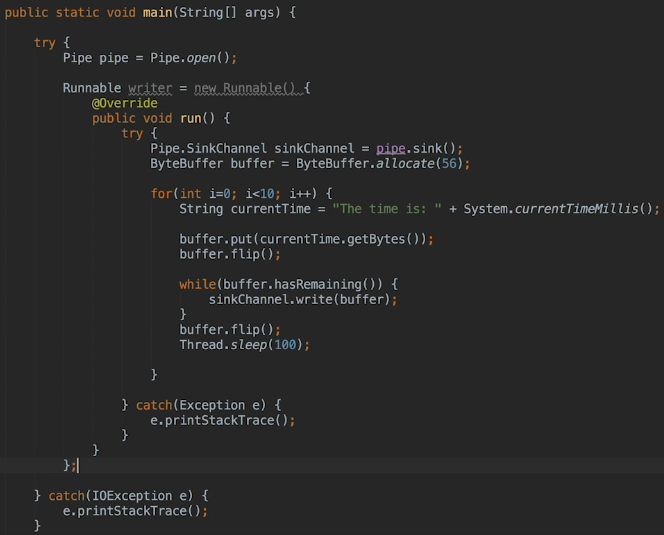 public static void main(String[] args) {
try {
Pipe pipe = Pipe.open();
Runnable writer = new Runnable() {
@Override
public void run() {
try {
Pipe.SinkChannel sinkChannel = pipe.sink();
ByteBuffer buffer = ByteBuffer.allocate(56);
for(int i=0; i<10; i++) {
String currentTime = "The time is: " + System.currentTimeMillis();
buffer.put(currentTime.getBytes());
buffer.flip();
while(buffer.hasRemaining()) {
sinkChannel.write(buffer);
}
buffer.flip();
Thread.sleep(100);
}
} catch(Exception e) {
e.printStackTrace();
}
}
};
} catch(IOException e) {
e.printStackTrace();
}